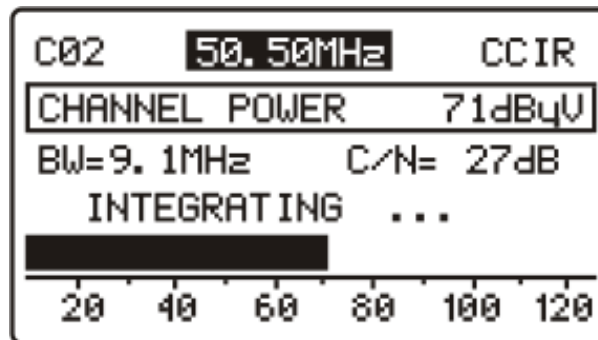 C02 50.50MHz CCIR
CHANNEL POWER 71dBµV
BW=9.1MHz C/N= 27dB
INTEGRATING ...
20 40 60 80 100 120